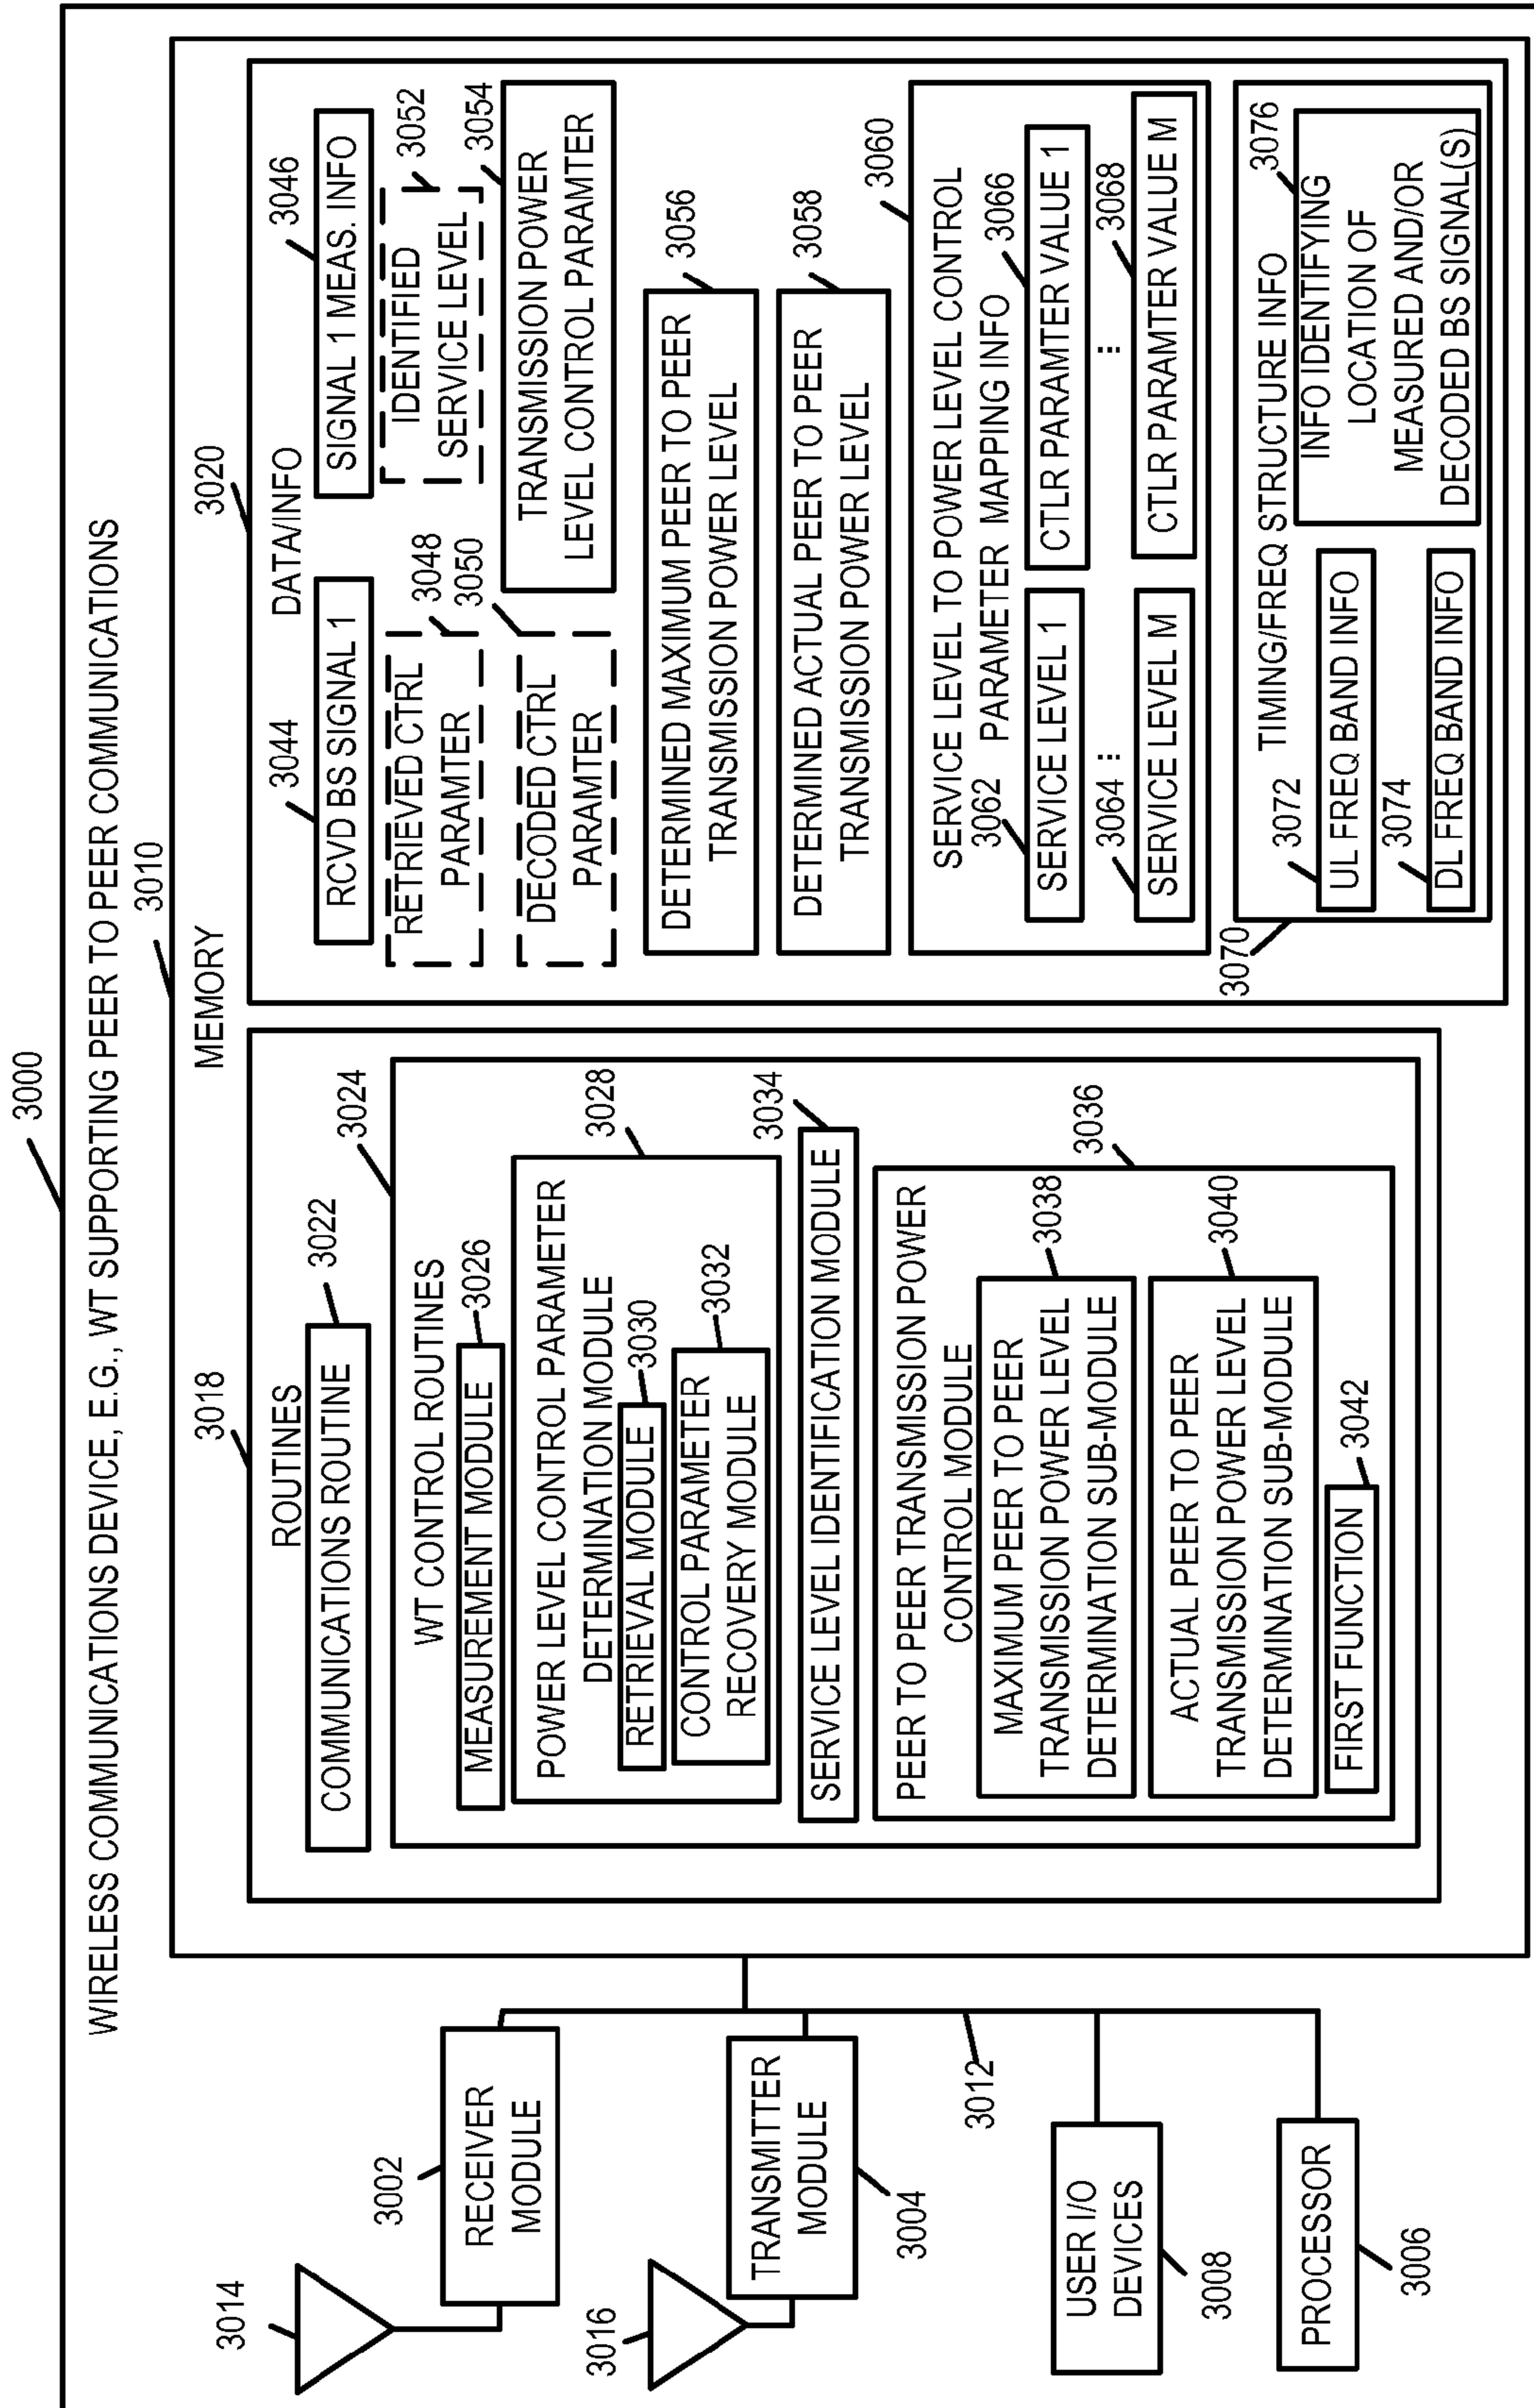 3000
WIRELESS COMMUNICATIONS DEVICE, E.G., WT SUPPORTING PEER TO PEER COMMUNICATIONS
3014
3002
RECEIVER
MODULE
3016
TRANSMITTER
MODULE
3004
3012
USER I/O
DEVICES
3008
PROCESSOR
3006
3010
MEMORY
3018
ROUTINES
3022
COMMUNICATIONS ROUTINE
3024
WT CONTROL ROUTINES
3026
MEASUREMENT MODULE
3028
POWER LEVEL CONTROL PARAMETER
DETERMINATION MODULE
3030
RETRIEVAL MODULE
3032
CONTROL PARAMETER
RECOVERY MODULE
3034
SERVICE LEVEL IDENTIFICATION MODULE
3036
PEER TO PEER TRANSMISSION POWER
CONTROL MODULE
3038
MAXIMUM PEER TO PEER
TRANSMISSION POWER LEVEL
DETERMINATION SUB-MODULE
3040
ACTUAL PEER TO PEER
TRANSMISSION POWER LEVEL
DETERMINATION SUB-MODULE
3042
FIRST FUNCTION
3020
DATA/INFO
3044
RCVD BS SIGNAL 1
3046
SIGNAL 1 MEAS. INFO
3048
RETRIEVED CTRL
PARAMTER
3050
DECODED CTRL
PARAMTER
3052
IDENTIFIED
SERVICE LEVEL
3054
TRANSMISSION POWER
LEVEL CONTROL PARAMTER
3056
DETERMINED MAXIMUM PEER TO PEER
TRANSMISSION POWER LEVEL
3058
DETERMINED ACTUAL PEER TO PEER
TRANSMISSION POWER LEVEL
3060
SERVICE LEVEL TO POWER LEVEL CONTROL
PARAMETER MAPPING INFO
3062
SERVICE LEVEL 1
3066
CTLR PARAMTER VALUE 1
⋮
⋮
3064
SERVICE LEVEL M
3068
CTLR PARAMTER VALUE M
3070
TIMING/FREQ STRUCTURE INFO
3072
UL FREQ BAND INFO
3074
DL FREQ BAND INFO
3076
INFO IDENTIFYING
LOCATION OF
MEASURED AND/OR
DECODED BS SIGNAL(S)